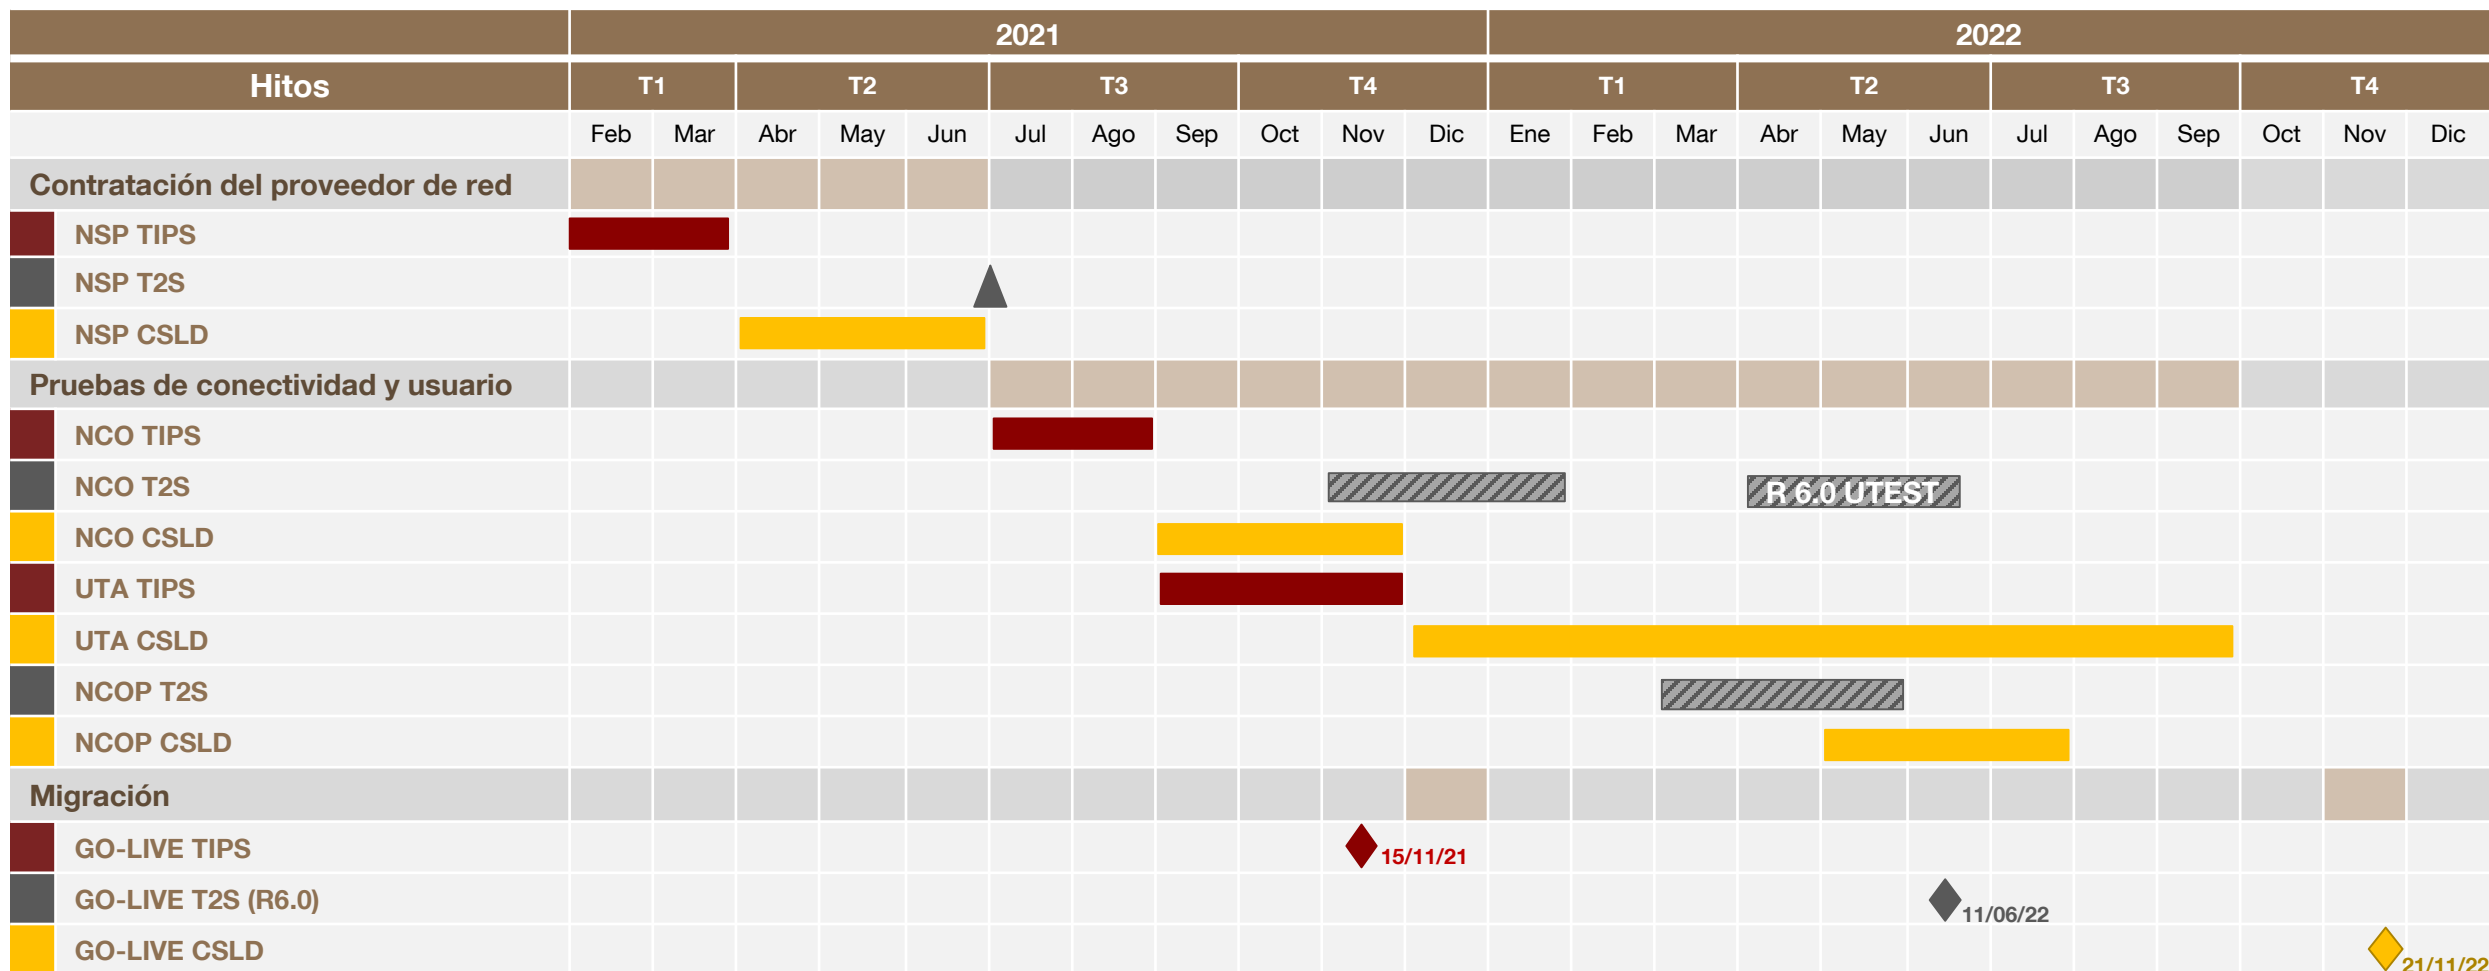 2021 2022
Hitos T1 T2 T3 T4 T1 T2 T3 T4
Feb Mar Abr May Jun Jul Ago Sep Oct Nov Dic Ene Feb Mar Abr May Jun Jul Ago Sep Oct Nov Dic
Contratación del proveedor de red
NSP TIPS
NSP T2S
NSP CSLD
Pruebas de conectividad y usuario
NCO TIPS
NCO T2S R 6.0 UTEST
NCO CSLD
UTA TIPS
UTA CSLD
NCOP T2S
NCOP CSLD
Migración
GO-LIVE TIPS 15/11/21
GO-LIVE T2S (R6.0) 11/06/22
GO-LIVE CSLD 21/11/22